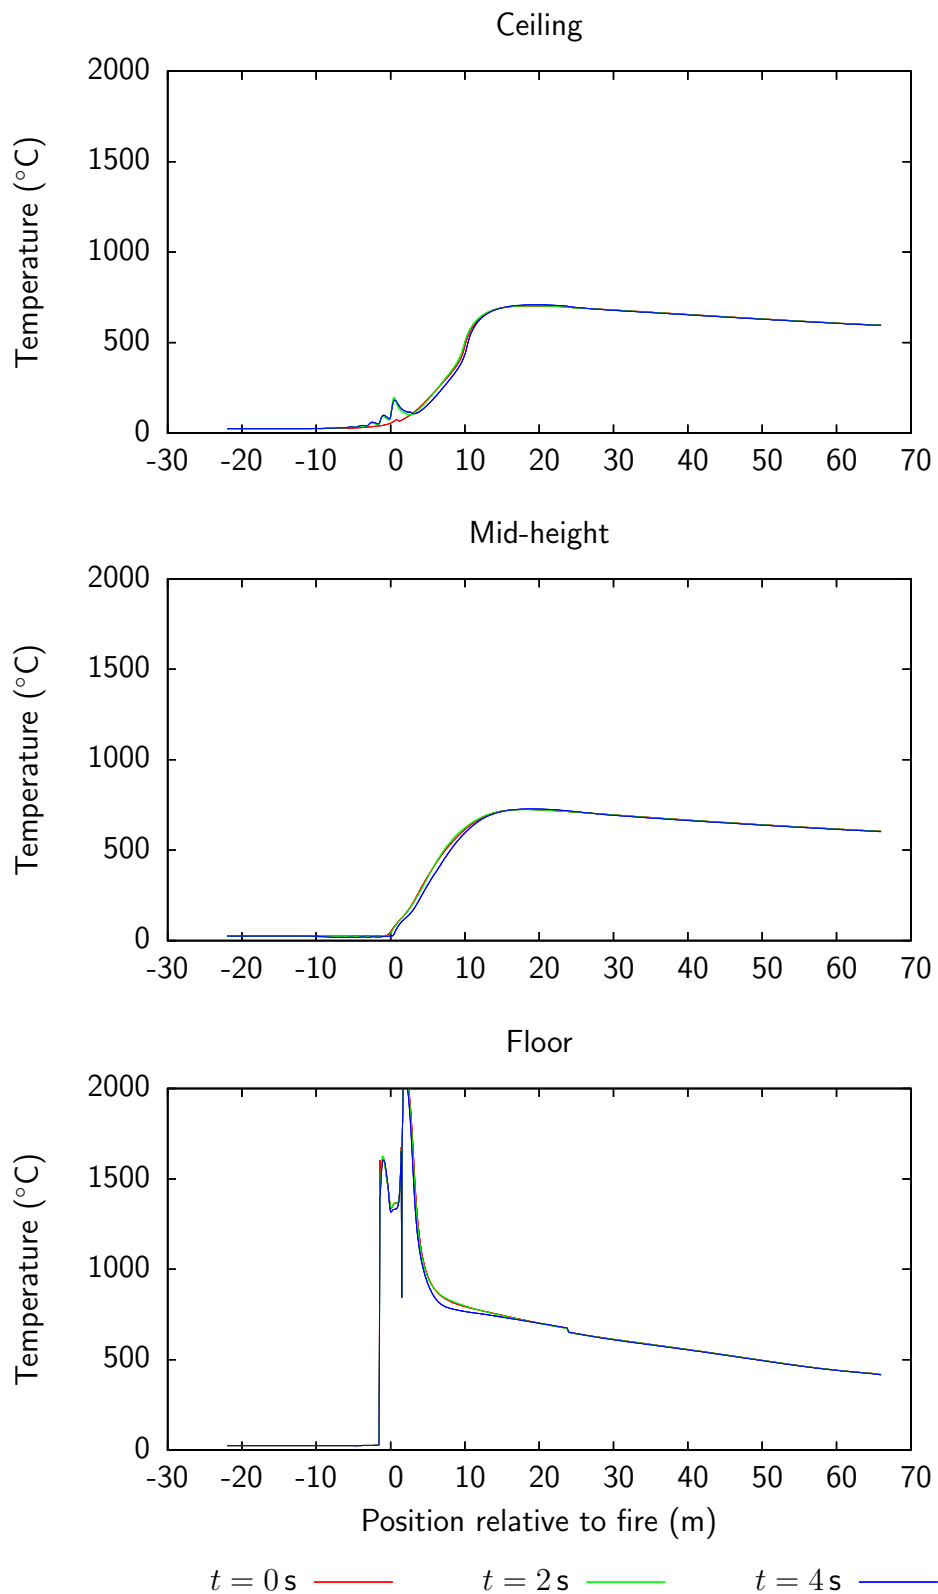 Ceiling
Temperature (°C)
2000
1500
1000
500
0
-30 -20 -10 0 10 20 30 40 50 60 70
Mid-height
Temperature (°C)
2000
1500
1000
500
0
-30 -20 -10 0 10 20 30 40 50 60 70
Floor
Temperature (°C)
2000
1500
1000
500
0
-30 -20 -10 0 10 20 30 40 50 60 70
Position relative to fire (m)
t = 0 s t = 2 s t = 4 s